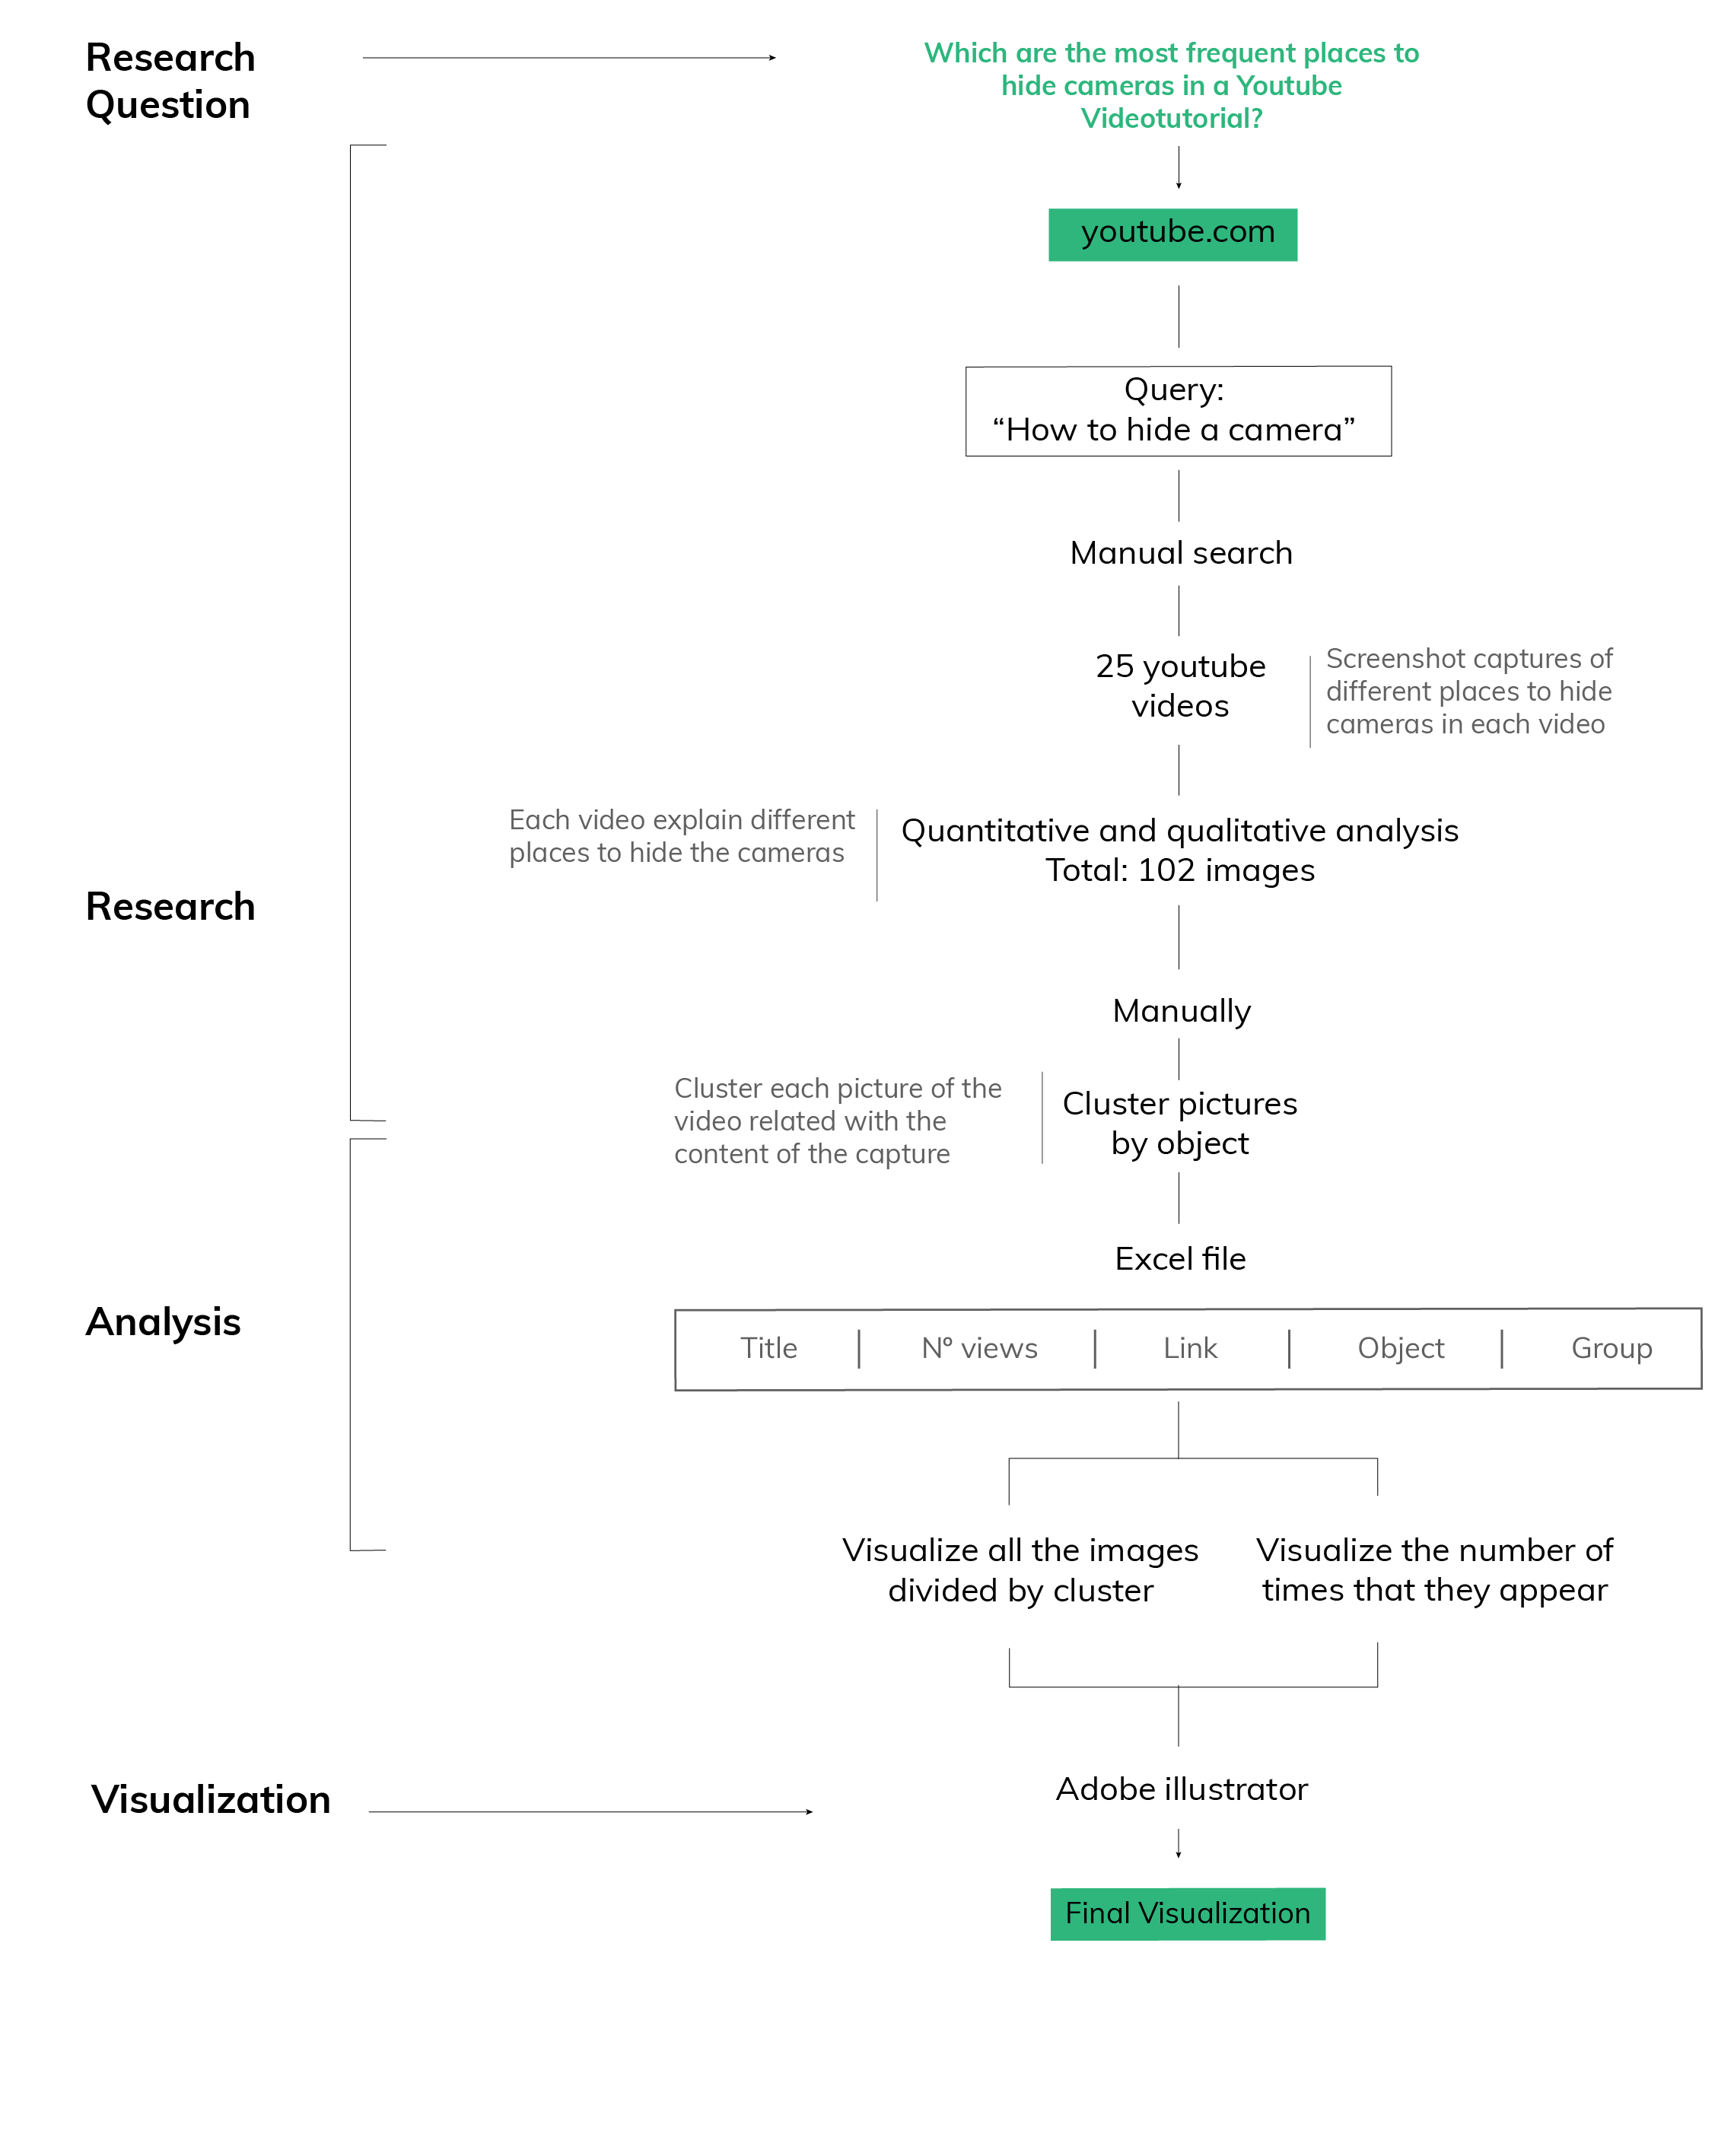 Research
Question
Which are the most frequent places to
hide cameras in a Youtube
Videotutorial?
youtube.com
Query:
“How to hide a camera”
Manual search
25 youtube
videos
Screenshot captures of
different places to hide
cameras in each video
Each video explain different
places to hide the cameras
Quantitative and qualitative analysis
Total: 102 images
Research
Manually
Cluster each picture of the
video related with the
content of the capture
Cluster pictures
by object
Excel file
Analysis
Title | Nº views | Link | Object | Group
Visualize all the images
divided by cluster
Visualize the number of
times that they appear
Visualization
Adobe illustrator
Final Visualization